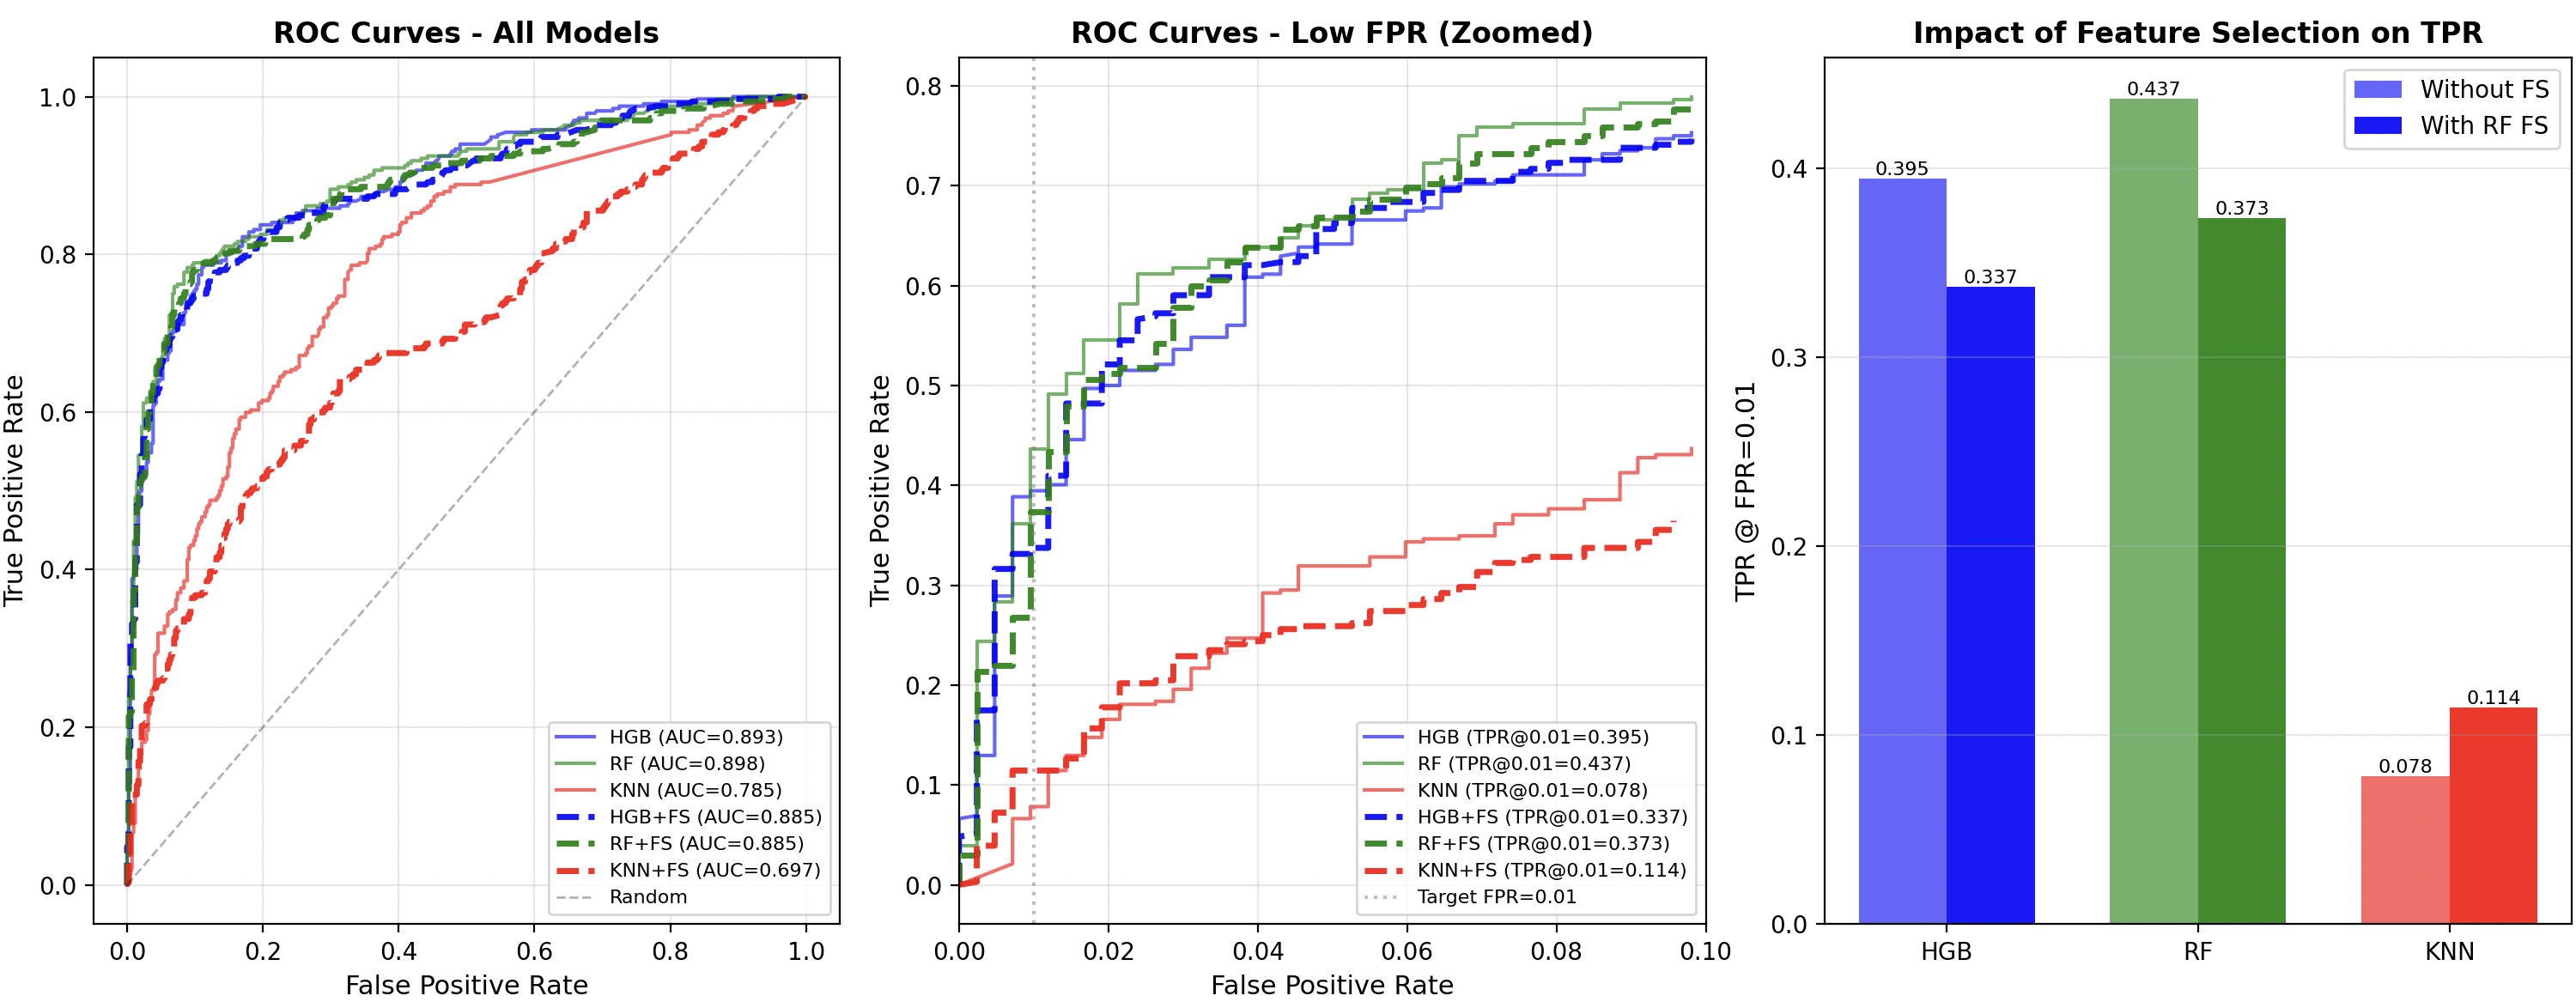 ROC Curves - All Models
True Positive Rate
1.0
0.8
0.6
0.4
0.2
0.0
HGB (AUC=0.893)
RF (AUC=0.898)
KNN (AUC=0.785)
HGB+FS (AUC=0.885)
RF+FS (AUC=0.885)
KNN+FS (AUC=0.697)
Random
0.0 0.2 0.4 0.6 0.8 1.0
False Positive Rate
ROC Curves - Low FPR (Zoomed)
True Positive Rate
0.8
0.7
0.6
0.5
0.4
0.3
0.2
0.1
0.0
HGB (TPR@0.01=0.395)
RF (TPR@0.01=0.437)
KNN (TPR@0.01=0.078)
HGB+FS (TPR@0.01=0.337)
RF+FS (TPR@0.01=0.373)
KNN+FS (TPR@0.01=0.114)
Target FPR=0.01
0.00 0.02 0.04 0.06 0.08 0.10
False Positive Rate
Impact of Feature Selection on TPR
TPR @ FPR=0.01
0.4
0.3
0.2
0.1
0.0
Without FS
With RF FS
0.395
0.337
0.437
0.373
0.078
0.114
HGB RF KNN